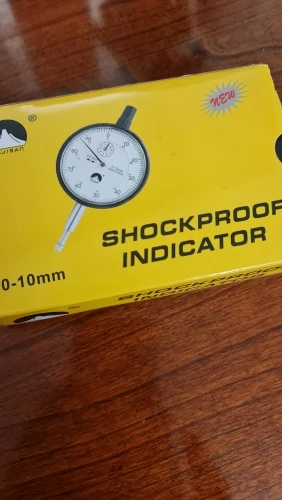 ®
NEW
SHOCKPROOF
INDICATOR
0-10mm